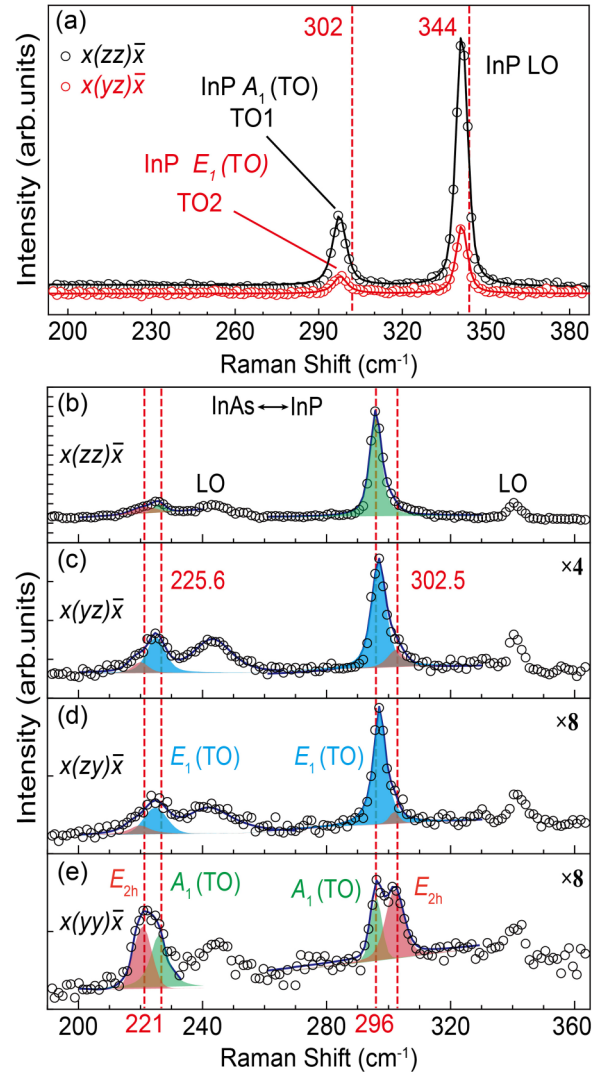 (a)
302
344
x(zz)x̄
x(yz)x̄
InP A1 (TO)
TO1
InP LO
InP E1(TO)
TO2
Intensity (arb.units)
200 230 260 290 320 350 380
Raman Shift (cm-1)
(b)
InAs ↔ InP
x(zz)x̄
LO
LO
(c)
225.6
302.5
×4
x(yz)x̄
(d)
×8
x(zy)x̄
E1 (TO)
E1 (TO)
(e)
E2h
A1(TO)
A1(TO)
E2h
×8
x(yy)x̄
Intensity (arb.units)
200 221 240 280 296 320 360
Raman Shift (cm-1)